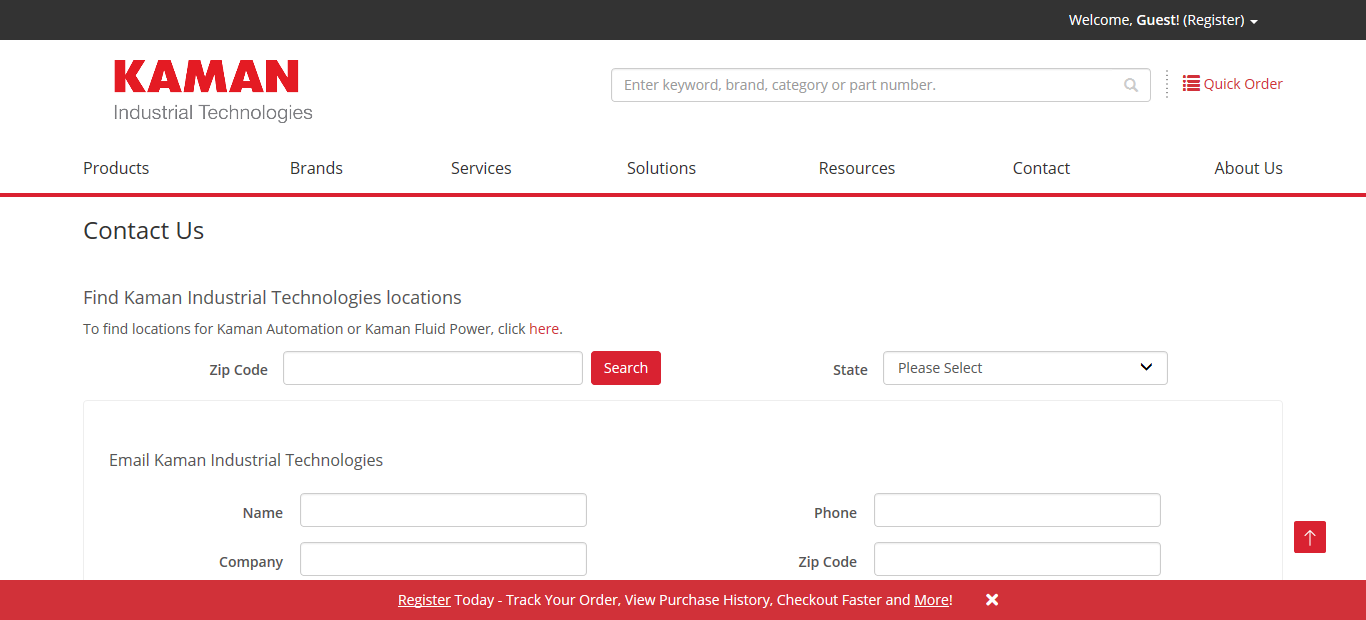 Welcome, Guest! (Register)
KAMAN
Industrial Technologies
Enter keyword, brand, category or part number.
Quick Order
Products Brands Services Solutions Resources Contact About Us
Contact Us
Find Kaman Industrial Technologies locations
To find locations for Kaman Automation or Kaman Fluid Power, click here.
Zip Code Search State Please Select
Email Kaman Industrial Technologies
Name Phone
Company Zip Code
Register Today - Track Your Order, View Purchase History, Checkout Faster and More!